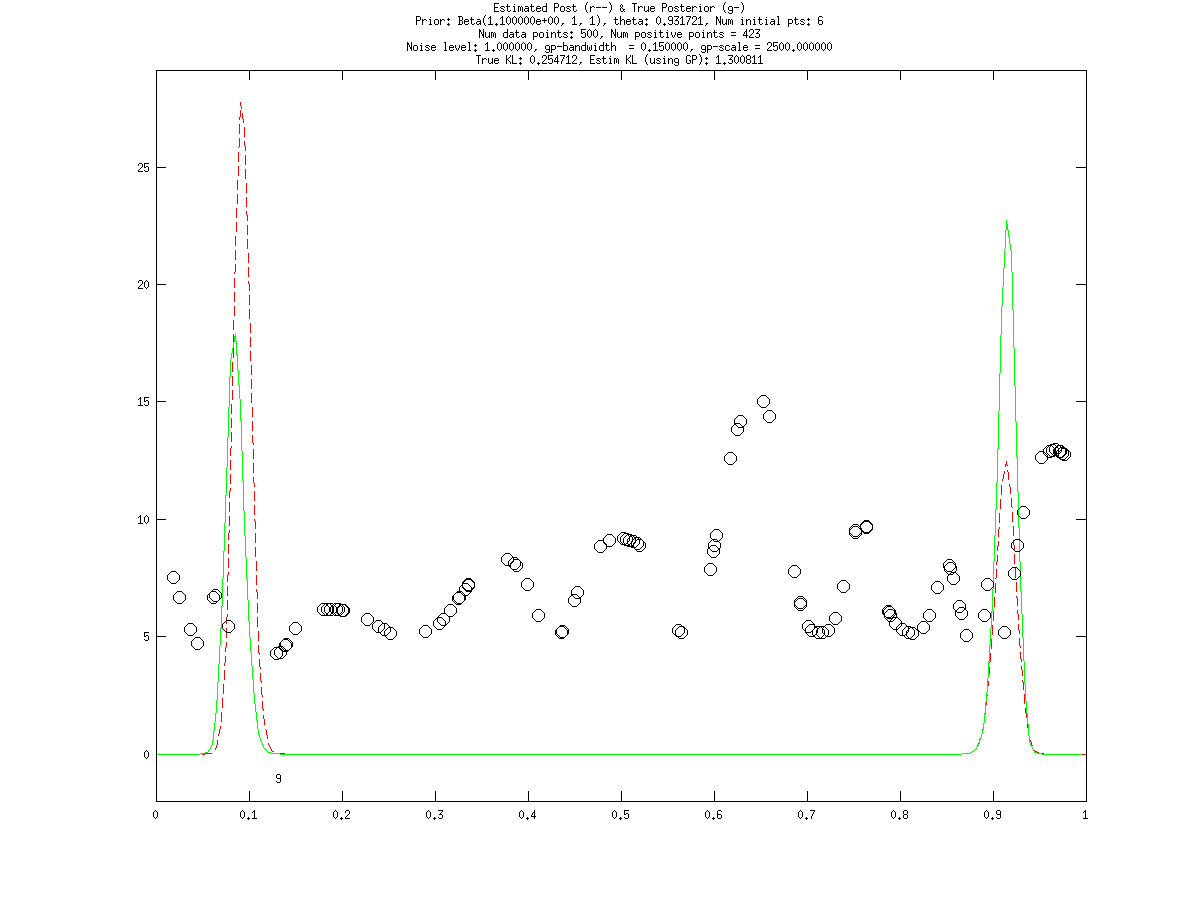 Estimated Post (r--) & True Posterior (g-)
Prior: Beta(1.100000e+00, 1, 1), theta: 0.931721, Num initial pts: 6
Num data points: 500, Num positive points = 423
Noise level: 1.000000, gp-bandwidth  = 0.150000, gp-scale = 2500.000000
True KL: 0.254712, Estim KL (using GP): 1.300811
25
20
15
10
5
0
9
0 0.1 0.2 0.3 0.4 0.5 0.6 0.7 0.8 0.9 1